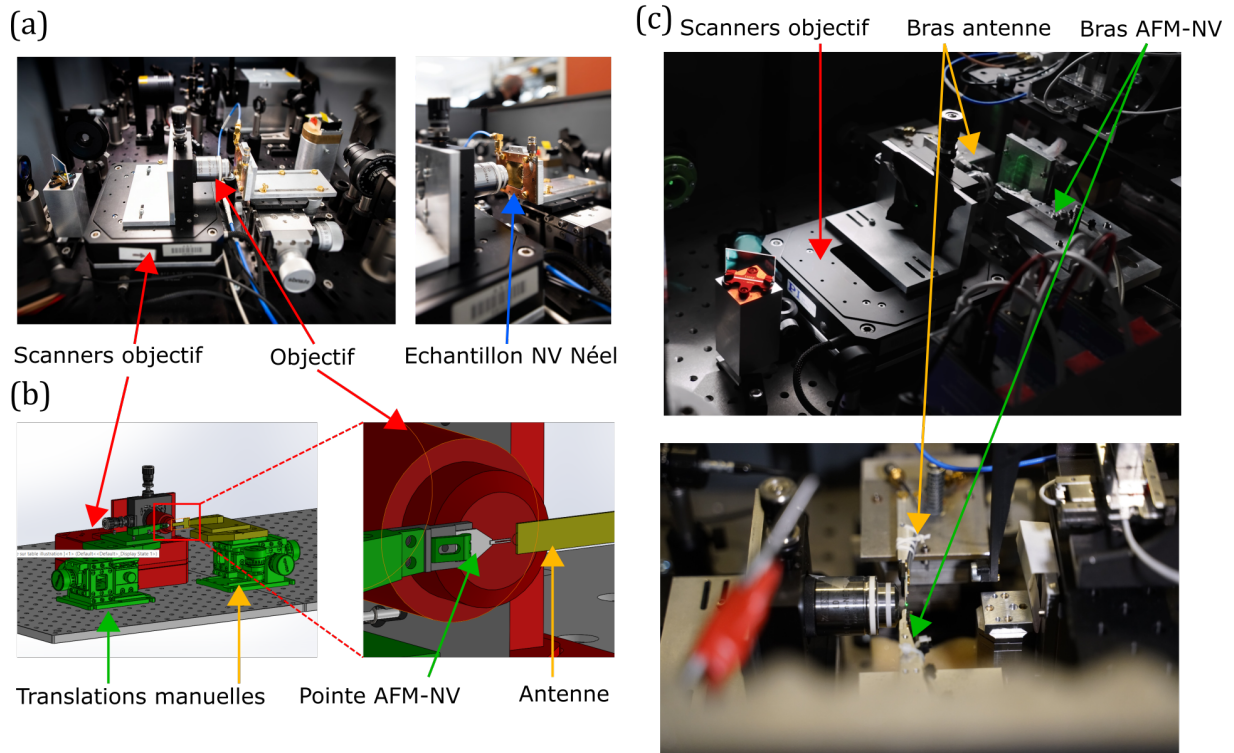 (a)
(c)
Scanners objectif
Bras antenne
Bras AFM-NV
Scanners objectif
Objectif
Echantillon NV Néel
(b)
Translations manuelles
Pointe AFM-NV
Antenne
PI